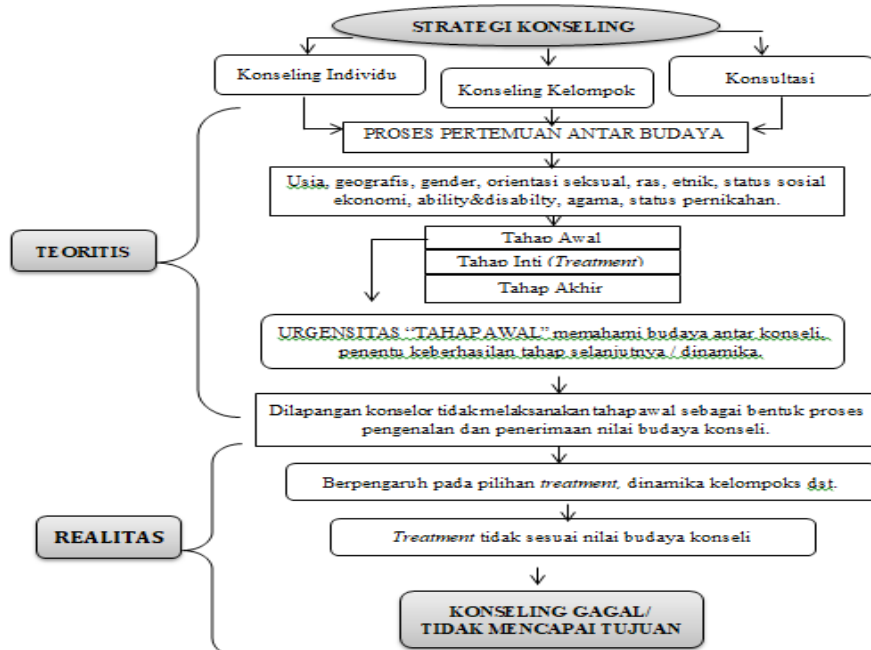 STRATEGI KONSELING
Konseling Individu
Konseling Kelompok
Konsultasi
PROSES PERTEMUAN ANTAR BUDAYA
Usia, geografis, gender, orientasi seksual, ras, etnik, status sosial
ekonomi, ability&disabilty, agama, status pernikahan.
TEORITIS
Tahap Awal
Tahap Inti (Treatment)
Tahap Akhir
URGENSITAS “TAHAP AWAL” memahami budaya antar konseli,
penentu keberhasilan tahap selanjutnya / dinamika.
Dilapangan konselor tidak melaksanakan tahap awal sebagai bentuk proses
pengenalan dan penerimaan nilai budaya konseli.
Berpengaruh pada pilihan treatment, dinamika kelompoks dst.
REALITAS
Treatment tidak sesuai nilai budaya konseli
KONSELING GAGAL/
TIDAK MENCAPAI TUJUAN